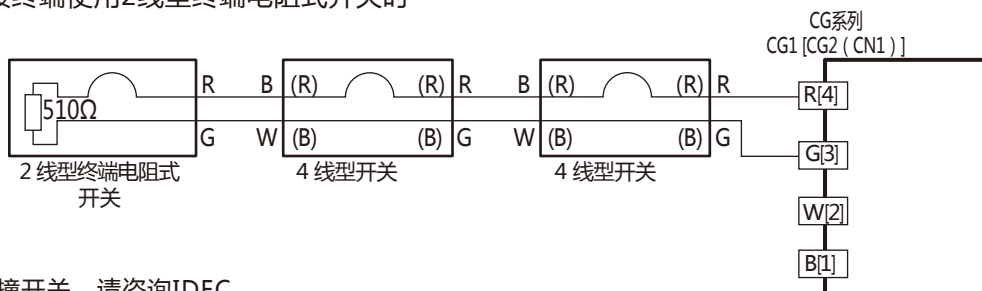 接终端使用2线型终端电阻式开关时
CG系列
CG1 [CG2 ( CN1 ) ]
R B (R) (R) R B (R) (R) R
R[4]
510Ω
G W (B) (B) G W (B) (B) G
G[3]
2 线型终端电阻式
开关
4 线型开关
4 线型开关
W[2]
B[1]
撞开关，请咨询IDEC